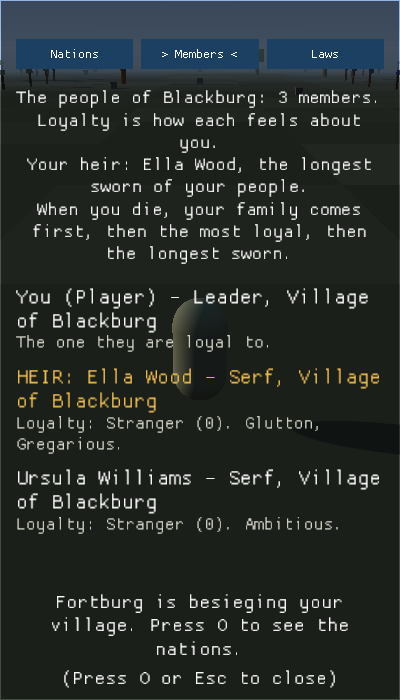 Nations
> Members <
Laws
The people of Blackburg: 3 members.
Loyalty is how each feels about
you.
Your heir: Ella Wood, the longest
sworn of your people.
When you die, your family comes
first, then the most loyal, then
the longest sworn.
You (Player) - Leader, Village
of Blackburg
The one they are loyal to.
HEIR: Ella Wood - Serf, Village
of Blackburg
Loyalty: Stranger (0). Glutton,
Gregarious.
Ursula Williams - Serf, Village
of Blackburg
Loyalty: Stranger (0). Ambitious.
Fortburg is besieging your
village. Press O to see the
nations.
(Press O or Esc to close)